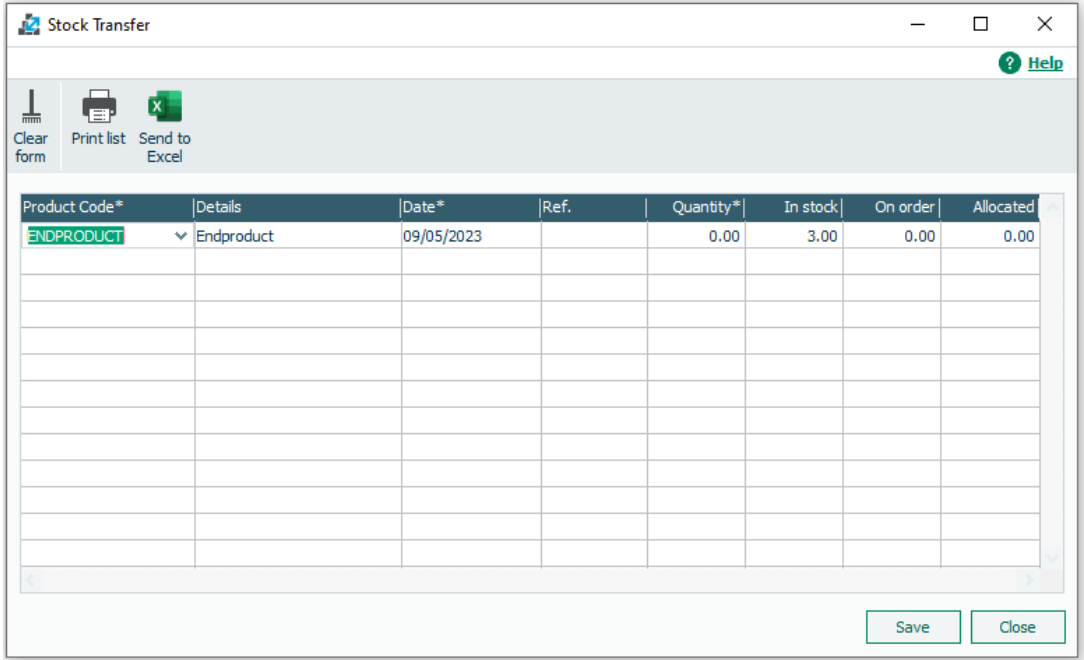 Stock Transfer
? Help
Clear form
Print list
Send to Excel
Product Code* Details Date* Ref. Quantity* In stock On order Allocated
ENDPRODUCT Endproduct 09/05/2023 0.00 3.00 0.00 0.00
Save Close